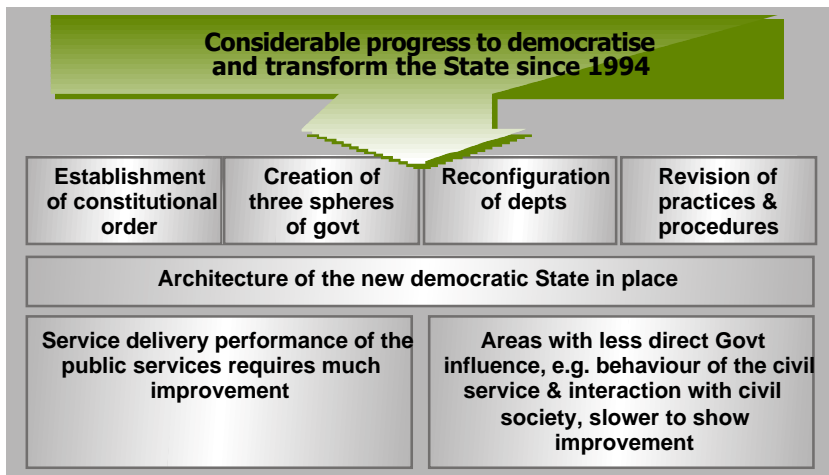 Considerable progress to democratise
and transform the State since 1994
Establishment
of constitutional
order
Creation of
three spheres
of govt
Reconfiguration
of depts
Revision of
practices &
procedures
Architecture of the new democratic State in place
Service delivery performance of the
public services requires much
improvement
Areas with less direct Govt
influence, e.g. behaviour of the civil
service & interaction with civil
society, slower to show
improvement